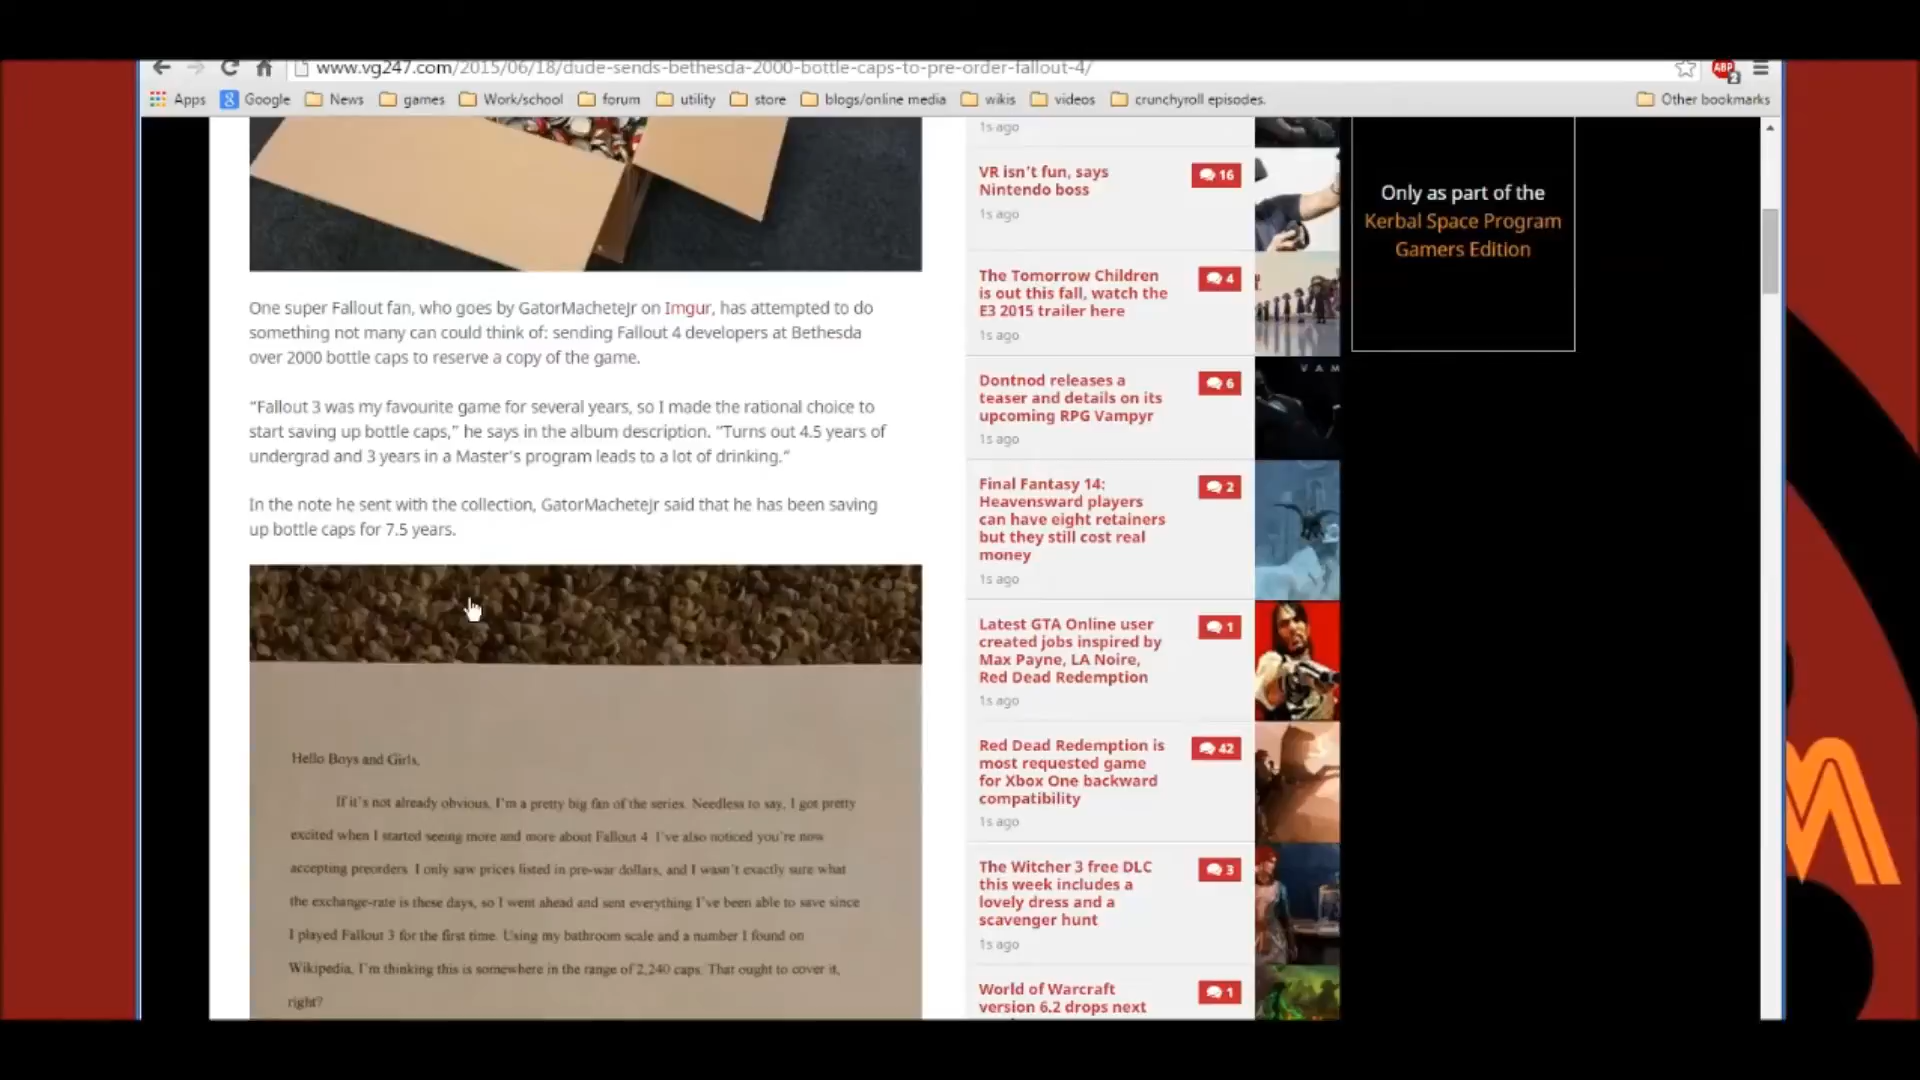 www.vg247.com/2015/06/18/dude-sends-bethesda-2000-bottle-caps-to-pre-order-fallout-4/
ABP
2
Apps
8 Google
News
games
Work/school
forum
utility
store
blogs/online media
wikis
videos
crunchyroll episodes.
Other bookmarks
One super Fallout fan, who goes by GatorMacheteJr on Imgur, has attempted to do
something not many can could think of: sending Fallout 4 developers at Bethesda
over 2000 bottle caps to reserve a copy of the game.
“Fallout 3 was my favourite game for several years, so I made the rational choice to
start saving up bottle caps,” he says in the album description. “Turns out 4.5 years of
undergrad and 3 years in a Master’s program leads to a lot of drinking.”
In the note he sent with the collection, GatorMacheteJr said that he has been saving
up bottle caps for 7.5 years.
Hello Boys and Girls,
If it's not already obvious, I'm a pretty big fan of the series. Needless to say, I got pretty
excited when I started seeing more and more about Fallout 4. I've also noticed you're now
accepting preorders. I only saw prices listed in pre-war dollars, and I wasn't exactly sure what
the exchange-rate is these days, so I went ahead and sent everything I've been able to save since
I played Fallout 3 for the first time. Using my bathroom scale and a number I found on
Wikipedia, I'm thinking this is somewhere in the range of 2,240 caps. That ought to cover it,
right?
1s ago
VR isn’t fun, says
Nintendo boss
16
1s ago
The Tomorrow Children
is out this fall, watch the
E3 2015 trailer here
4
1s ago
Dontnod releases a
teaser and details on its
upcoming RPG Vampyr
6
1s ago
VAM
Final Fantasy 14:
Heavensward players
can have eight retainers
but they still cost real
money
2
1s ago
Latest GTA Online user
created jobs inspired by
Max Payne, LA Noire,
Red Dead Redemption
1
1s ago
Red Dead Redemption is
most requested game
for Xbox One backward
compatibility
42
1s ago
The Witcher 3 free DLC
this week includes a
lovely dress and a
scavenger hunt
3
1s ago
World of Warcraft
version 6.2 drops next
1
Only as part of the
Kerbal Space Program
Gamers Edition